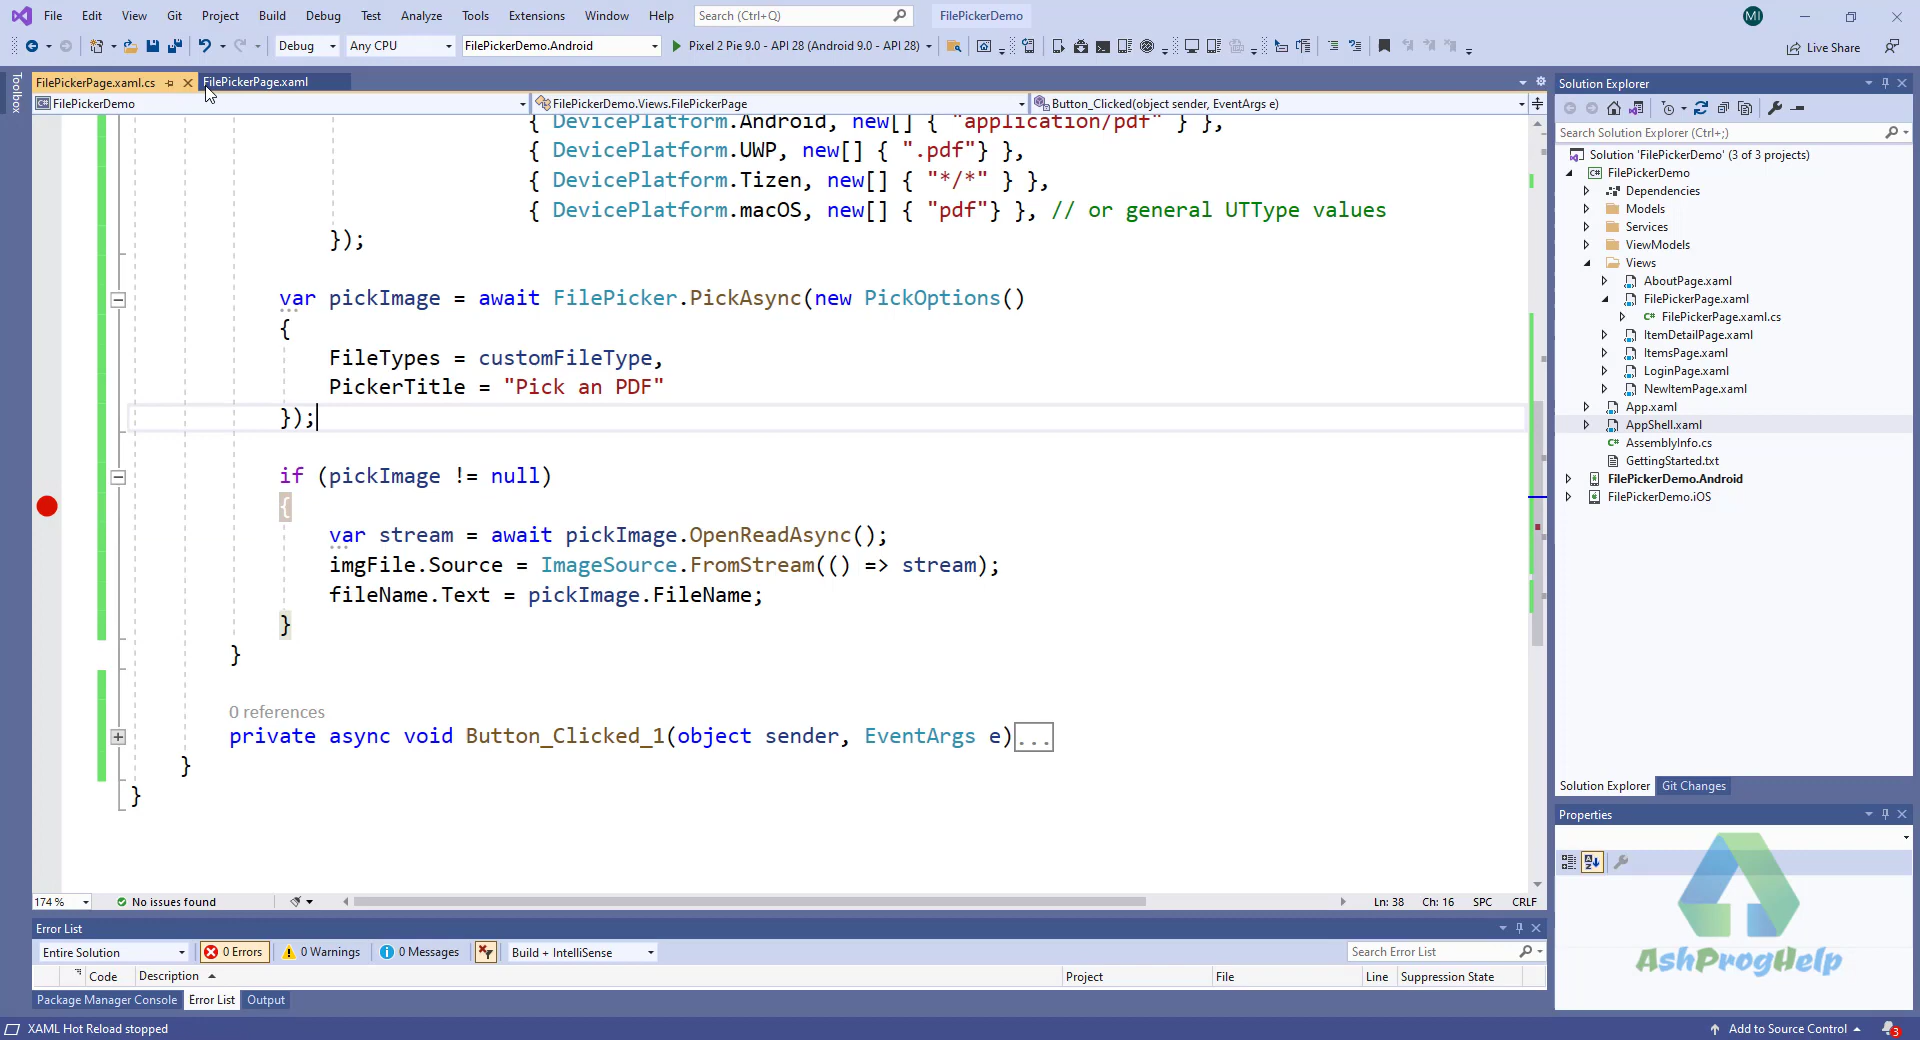 File Edit View Git Project Build Debug Test Analyze Tools Extensions Window Help Search (Ctrl+Q) FilePickerDemo MI
Debug Any CPU FilePickerDemo.Android Pixel 2 Pie 9.0 - API 28 (Android 9.0 - API 28) Live Share
Toolbox
FilePickerPage.xaml.cs FilePickerPage.xaml
FilePickerDemo FilePickerDemo.Views.FilePickerPage Button_Clicked(object sender, EventArgs e)
{ DevicePlatform.Android, new[] { "application/pdf" } },
{ DevicePlatform.UWP, new[] { ".pdf"} },
{ DevicePlatform.Tizen, new[] { "*/*" } },
{ DevicePlatform.macOS, new[] { "pdf"} }, // or general UTType values
});
var pickImage = await FilePicker.PickAsync(new PickOptions()
{
FileTypes = customFileType,
PickerTitle = "Pick an PDF"
});
if (pickImage != null)
{
var stream = await pickImage.OpenReadAsync();
imgFile.Source = ImageSource.FromStream(() => stream);
fileName.Text = pickImage.FileName;
}
}
0 references
private async void Button_Clicked_1(object sender, EventArgs e)...
}
}
174 % No issues found Ln: 38 Ch: 16 SPC CRLF
Error List
Entire Solution 0 Errors 0 Warnings 0 Messages Build + IntelliSense Search Error List
Code Description Project File Line Suppression State
Package Manager Console Error List Output
XAML Hot Reload stopped Add to Source Control 3
Solution Explorer
Search Solution Explorer (Ctrl+;)
Solution 'FilePickerDemo' (3 of 3 projects)
C# FilePickerDemo
Dependencies
Models
Services
ViewModels
Views
AboutPage.xaml
FilePickerPage.xaml
C# FilePickerPage.xaml.cs
ItemDetailPage.xaml
ItemsPage.xaml
LoginPage.xaml
NewItemPage.xaml
App.xaml
AppShell.xaml
C# AssemblyInfo.cs
GettingStarted.txt
FilePickerDemo.Android
FilePickerDemo.iOS
Solution Explorer Git Changes
Properties
AshProgHelp